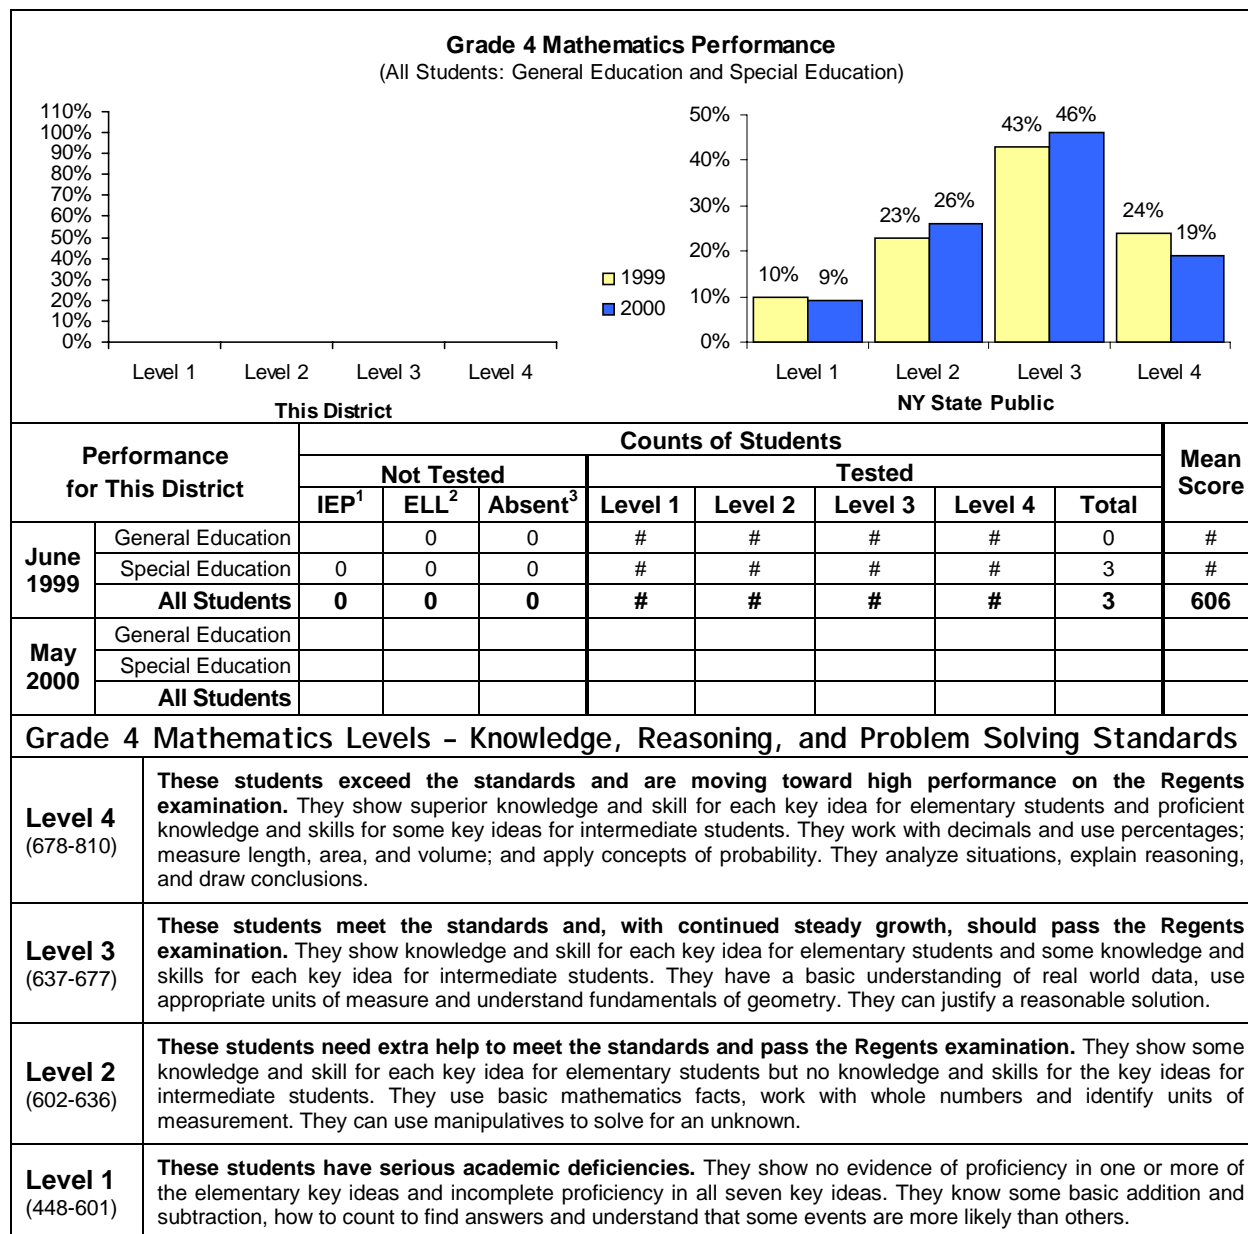 Grade 4 Mathematics Performance
(All Students: General Education and Special Education)
110%
100%
90%
80%
70%
60%
50%
40%
30%
20%
10%
0%
Level 1 Level 2 Level 3 Level 4
This District
1999
2000
50%
40%
30%
20%
10%
0%
10% 9% 23% 26% 43% 46% 24% 19%
Level 1 Level 2 Level 3 Level 4
NY State Public
Performance
for This District
Counts of Students
Mean
Score
Not Tested Tested
IEP1 ELL2 Absent3 Level 1 Level 2 Level 3 Level 4 Total
June
1999
General Education 0 0 # # # # 0 #
Special Education 0 0 0 # # # # 3 #
All Students 0 0 0 # # # # 3 606
May
2000
General Education
Special Education
All Students
Grade 4 Mathematics Levels – Knowledge, Reasoning, and Problem Solving Standards
Level 4
(678-810)
These students exceed the standards and are moving toward high performance on the Regents
examination. They show superior knowledge and skill for each key idea for elementary students and proficient
knowledge and skills for some key ideas for intermediate students. They work with decimals and use percentages;
measure length, area, and volume; and apply concepts of probability. They analyze situations, explain reasoning,
and draw conclusions.
Level 3
(637-677)
These students meet the standards and, with continued steady growth, should pass the Regents
examination. They show knowledge and skill for each key idea for elementary students and some knowledge and
skills for each key idea for intermediate students. They have a basic understanding of real world data, use
appropriate units of measure and understand fundamentals of geometry. They can justify a reasonable solution.
Level 2
(602-636)
These students need extra help to meet the standards and pass the Regents examination. They show some
knowledge and skill for each key idea for elementary students but no knowledge and skills for the key ideas for
intermediate students. They use basic mathematics facts, work with whole numbers and identify units of
measurement. They can use manipulatives to solve for an unknown.
Level 1
(448-601)
These students have serious academic deficiencies. They show no evidence of proficiency in one or more of
the elementary key ideas and incomplete proficiency in all seven key ideas. They know some basic addition and
subtraction, how to count to find answers and understand that some events are more likely than others.